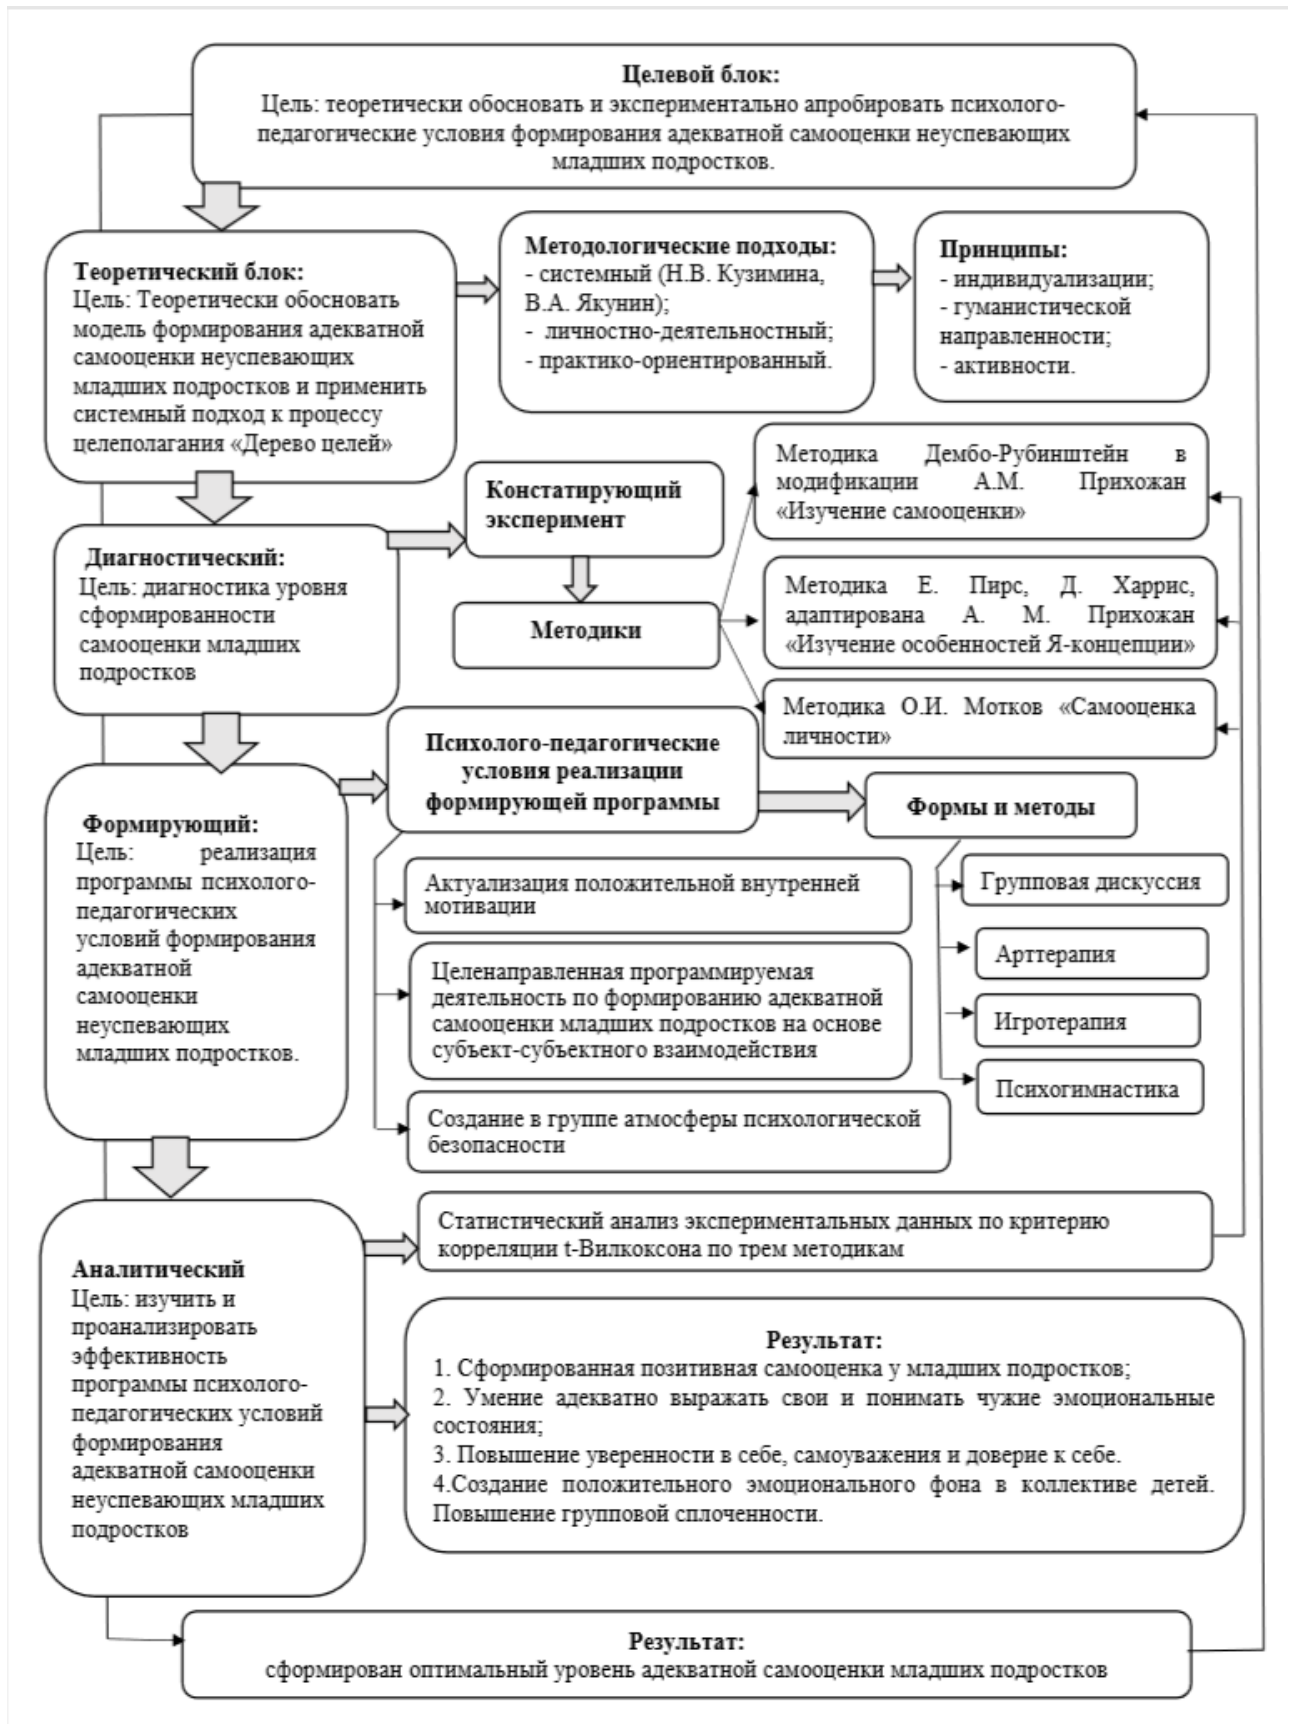 Целевой блок:
Цель: теоретически обосновать и экспериментально апробировать психолого-
педагогические условия формирования адекватной самооценки неуспевающих
младших подростков.
Теоретический блок:
Цель: Теоретически обосновать
модель формирования адекватной
самооценки неуспевающих
младших подростков и применить
системный подход к процессу
целеполагания «Дерево целей»
Методологические подходы:
- системный (Н.В. Кузимина,
В.А. Якунин);
- личностно-деятельностный;
- практико-ориентированный.
Принципы:
- индивидуализации;
- гуманистической
направленности;
- активности.
Диагностический:
Цель: диагностика уровня
сформированности
самооценки младших
подростков
Констатирующий
эксперимент
Методики
Методика Дембо-Рубинштейн в
модификации А.М. Прихожан
«Изучение самооценки»
Методика Е. Пирс, Д. Харрис,
адаптирована А. М. Прихожан
«Изучение особенностей Я-концепции»
Методика О.И. Мотков «Самооценка
личности»
Формирующий:
Цель: реализация
программы психолого-
педагогических
условий формирования
адекватной
самооценки
неуспевающих
младших подростков.
Психолого-педагогические
условия реализации
формирующей программы
Формы и методы
Актуализация положительной внутренней
мотивации
Целенаправленная программируемая
деятельность по формированию адекватной
самооценки младших подростков на основе
субъект-субъектного взаимодействия
Создание в группе атмосферы психологической
безопасности
Групповая дискуссия
Арттерапия
Игротерапия
Психогимнастика
Аналитический
Цель: изучить и
проанализировать
эффективность
программы психолого-
педагогических условий
формирования
адекватной самооценки
неуспевающих младших
подростков
Статистический анализ экспериментальных данных по критерию
корреляции t-Вилкоксона по трем методикам
Результат:
1. Сформированная позитивная самооценка у младших подростков;
2. Умение адекватно выражать свои и понимать чужие эмоциональные
состояния;
3. Повышение уверенности в себе, самоуважения и доверие к себе.
4.Создание положительного эмоционального фона в коллективе детей.
Повышение групповой сплоченности.
Результат:
сформирован оптимальный уровень адекватной самооценки младших подростков